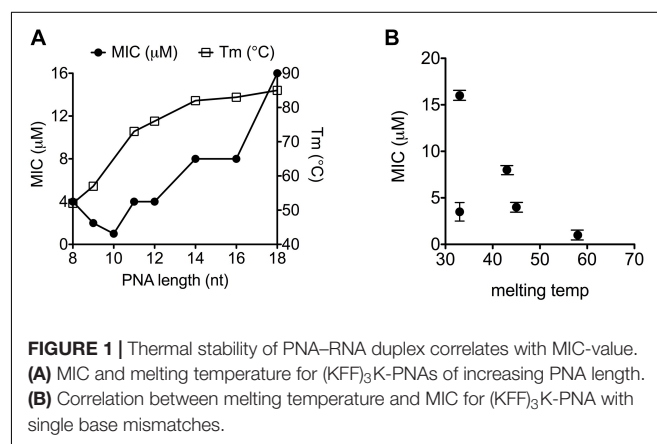 A
B
MIC (μM)
Tm (°C)
16
12
8
4
0
MIC (μM)
90
80
70
60
50
40
Tm (°C)
8
10
12
14
16
18
PNA length (nt)
20
15
10
5
0
MIC (μM)
30
40
50
60
70
melting temp
FIGURE 1 | Thermal stability of PNA–RNA duplex correlates with MIC-value.
(A) MIC and melting temperature for (KFF)₃K-PNAs of increasing PNA length.
(B) Correlation between melting temperature and MIC for (KFF)₃K-PNA with
single base mismatches.